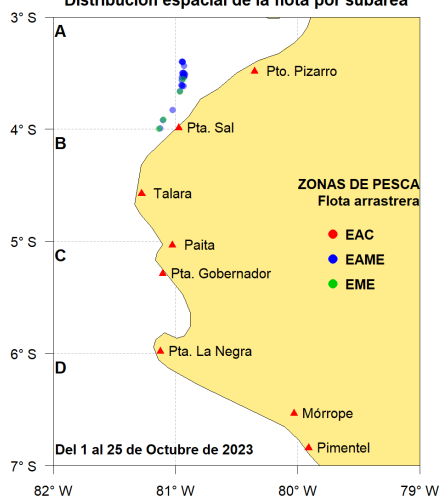 Distribución espacial de la flota por subárea
3° S
A
Pto. Pizarro
4° S
Pta. Sal
B
ZONAS DE PESCA
Talara
Flota arrastrera
EAC
5° S
Paita
C
EAME
Pta. Gobernador
EME
6° S
Pta. La Negra
D
Mórrope
Del 1 al 25 de Octubre de 2023
Pimentel
7° S
82° W 81° W 80° W 79° W